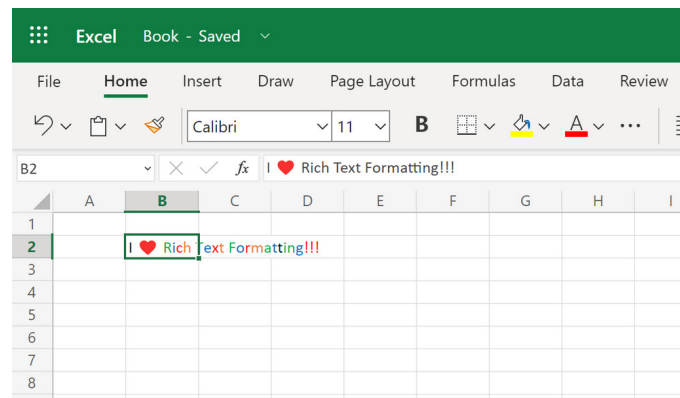 Excel Book - Saved
File Home Insert Draw Page Layout Formulas Data Review
Calibri 11 B A ...
B2 fx I ❤️ Rich Text Formatting!!!
A B C D E F G H I
1
2 I ❤️ Rich Text Formatting!!!
3
4
5
6
7
8